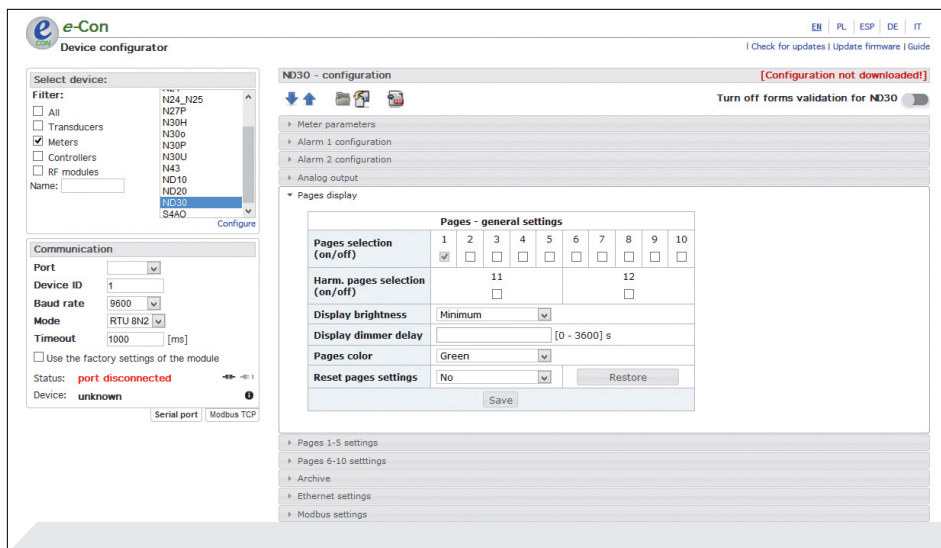 e CON e-Con
Device configurator
EN | PL | ESP | DE | IT
| Check for updates | Update firmware | Guide
Select device:
Filter:
All
Transducers
Meters
Controllers
RF modules
Name:
N24_N25
N27P
N30H
N30o
N30P
N30U
N43
ND10
ND20
ND30
S4AO
Configure
Communication
Port
Device ID 1
Baud rate 9600
Mode RTU 8N2
Timeout 1000 [ms]
Use the factory settings of the module
Status: port disconnected
Device: unknown
Serial port Modbus TCP
ND30 - configuration [Configuration not downloaded!]
Turn off forms validation for ND30
Meter parameters
Alarm 1 configuration
Alarm 2 configuration
Analog output
Pages display
Pages - general settings
Pages selection
(on/off)
1 2 3 4 5 6 7 8 9 10
Harm. pages selection
(on/off)
11 12
Display brightness Minimum
Display dimmer delay [0 - 3600] s
Pages color Green
Reset pages settings No Restore
Save
Pages 1-5 settings
Pages 6-10 setttings
Archive
Ethernet settings
Modbus settings